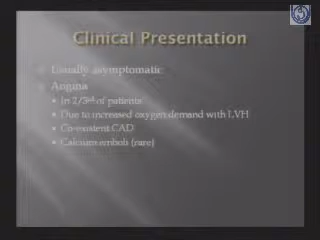 Clinical Presentation
Usually asymptomatic
Angina
In 2/3rd of patients
Due to increased oxygen demand with LVH
Co-existent CAD
Calcium emboli (rare)